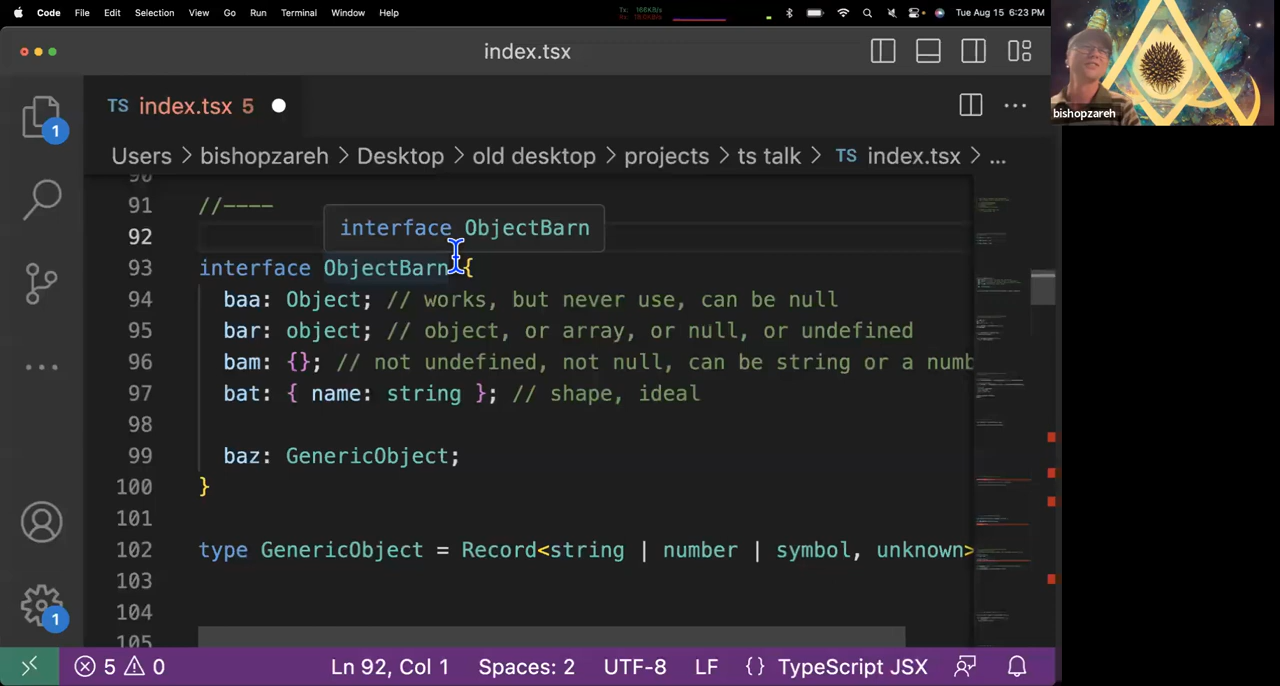 Code File Edit Selection View Go Run Terminal Window Help Tue Aug 15 6:23 PM
index.tsx
bishopzareh
TS index.tsx 5
Users > bishopzareh > Desktop > old desktop > projects > ts talk > TS index.tsx > ...
90
91 //----
interface ObjectBarn
92
93 interface ObjectBarn {
94 baa: Object; // works, but never use, can be null
95 bar: object; // object, or array, or null, or undefined
96 bam: {}; // not undefined, not null, can be string or a numb
97 bat: { name: string }; // shape, ideal
98
99 baz: GenericObject;
100 }
101
102 type GenericObject = Record<string | number | symbol, unknown>
103
104
105
1
1
5 0 Ln 92, Col 1 Spaces: 2 UTF-8 LF {} TypeScript JSX